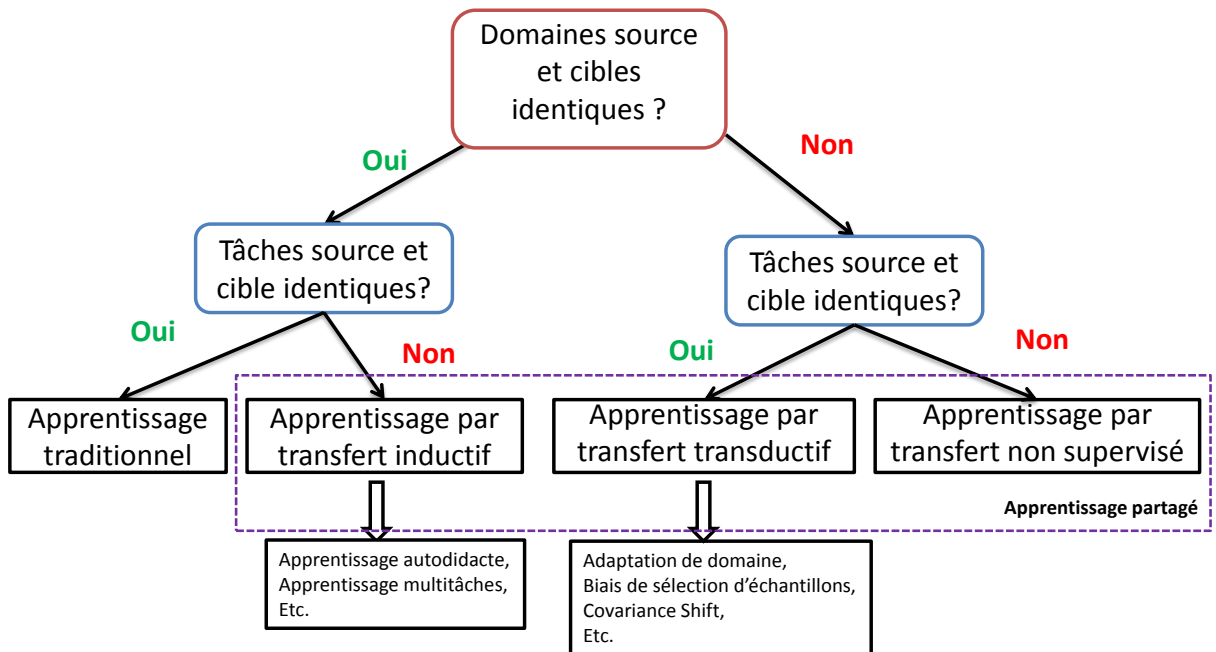 Domaines source
et cibles
identiques ?
Oui
Non
Tâches source et
cible identiques?
Tâches source et
cible identiques?
Oui
Non
Oui
Non
Apprentissage
traditionnel
Apprentissage par
transfert inductif
Apprentissage par
transfert transductif
Apprentissage par
transfert non supervisé
Apprentissage partagé
Apprentissage autodidacte,
Apprentissage multitâches,
Etc.
Adaptation de domaine,
Biais de sélection d’échantillons,
Covariance Shift,
Etc.